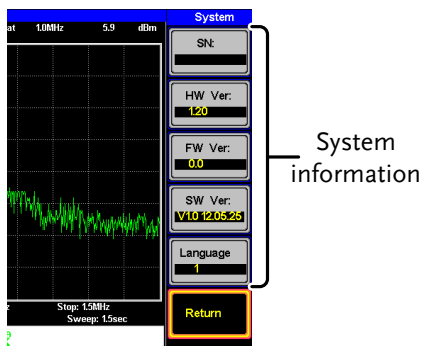 System
at 1.0MHz 5.9 dBm
SN:
HW Ver:
1.20
FW Ver:
0.0
SW Ver:
V1.0 12.05.25
Language
1
Return
System
information
z Stop: 1.5MHz
Sweep: 1.5sec